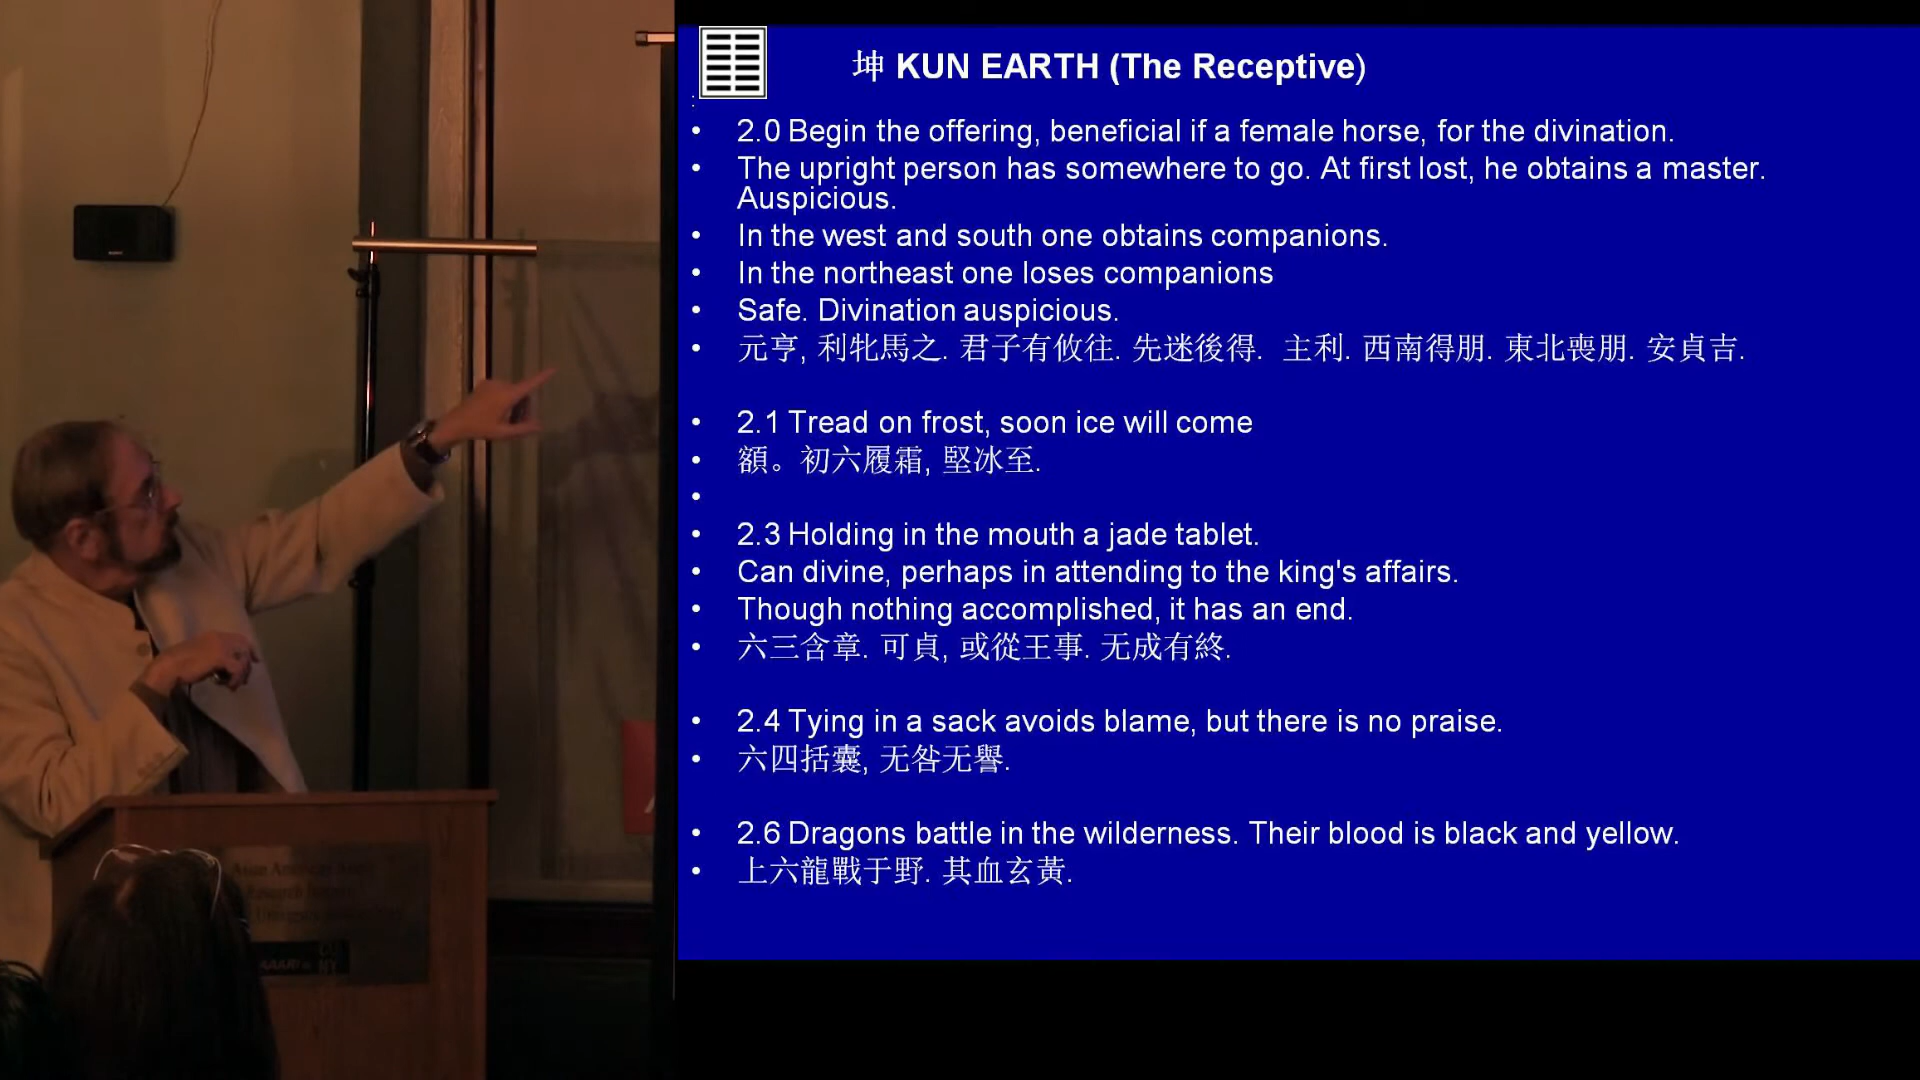 坤 KUN EARTH (The Receptive)
:
• 2.0 Begin the offering, beneficial if a female horse, for the divination.
• The upright person has somewhere to go. At first lost, he obtains a master.
Auspicious.
• In the west and south one obtains companions.
• In the northeast one loses companions
• Safe. Divination auspicious.
• 元亨, 利牝馬之. 君子有攸往. 先迷後得. 主利. 西南得朋. 東北喪朋. 安貞吉.
• 2.1 Tread on frost, soon ice will come
• 額。初六履霜, 堅冰至.
•
• 2.3 Holding in the mouth a jade tablet.
• Can divine, perhaps in attending to the king's affairs.
• Though nothing accomplished, it has an end.
• 六三含章. 可貞, 或從王事. 无成有終.
• 2.4 Tying in a sack avoids blame, but there is no praise.
• 六四括囊, 无咎无譽.
• 2.6 Dragons battle in the wilderness. Their blood is black and yellow.
• 上六龍戰于野. 其血玄黃.
Asian American